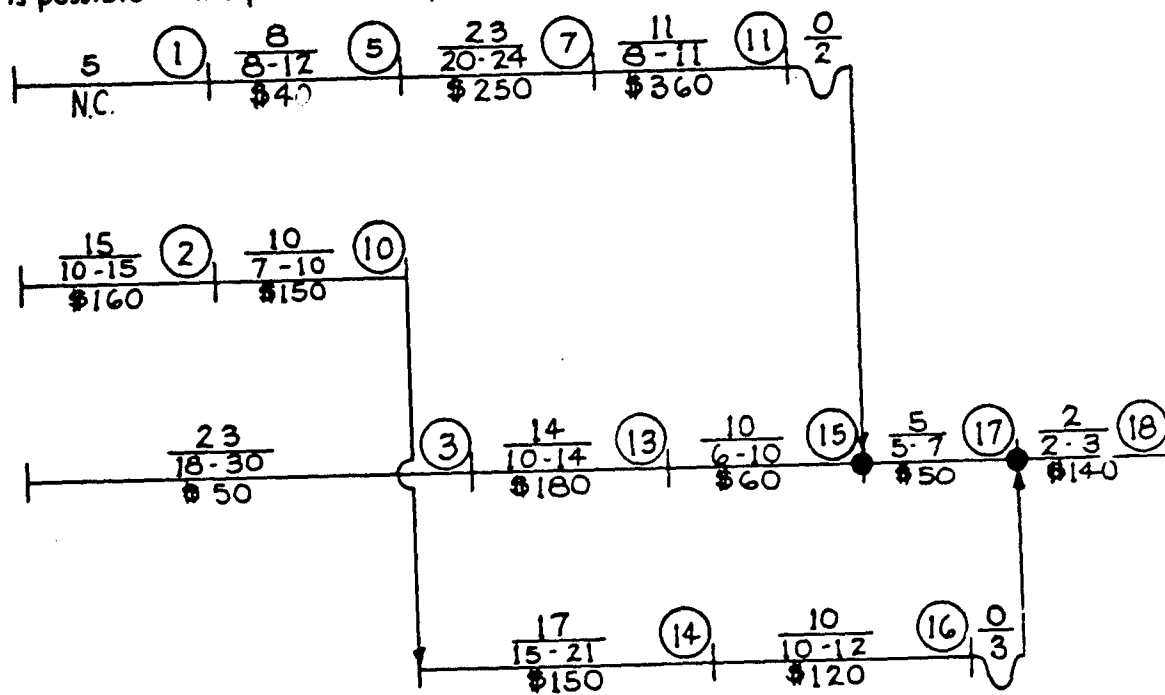 is possible
5 ① 8 ⑤ 23 ⑦ 11 ⑪ 0
8-12 20-24 8-11 2
N.C. $40 $250 $360
15 ② 10 ⑩
10-15 7-10
$160 $150
23 ③ 14 ⑬ 10 ⑮ 5 ⑰ 2 ⑱
18-30 10-14 6-10 5-7 2-3
$50 $180 $60 $50 $140
17 ⑭ 10 ⑯ 0
15-21 10-12 3
$150 $120